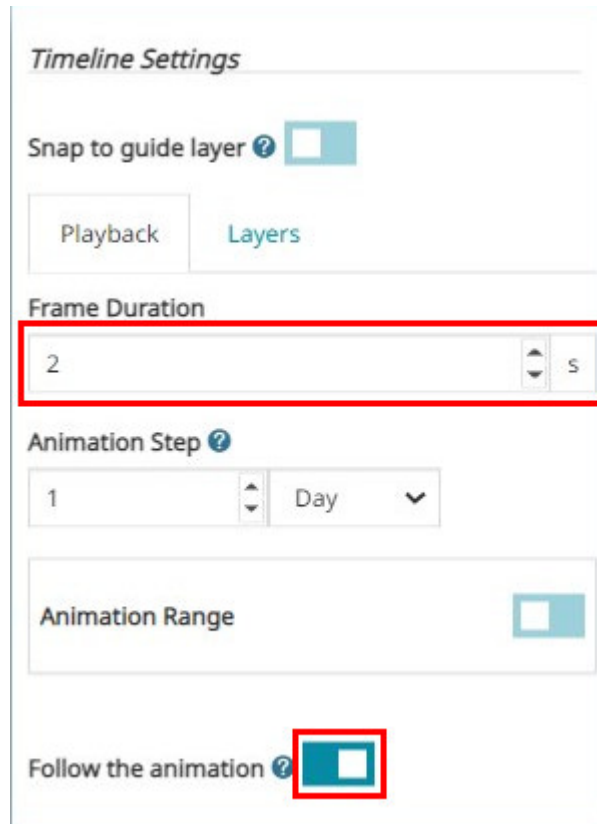 Timeline Settings
Snap to guide layer ?
Playback Layers
Frame Duration
2 s
Animation Step ?
1 Day
Animation Range
Follow the animation ?